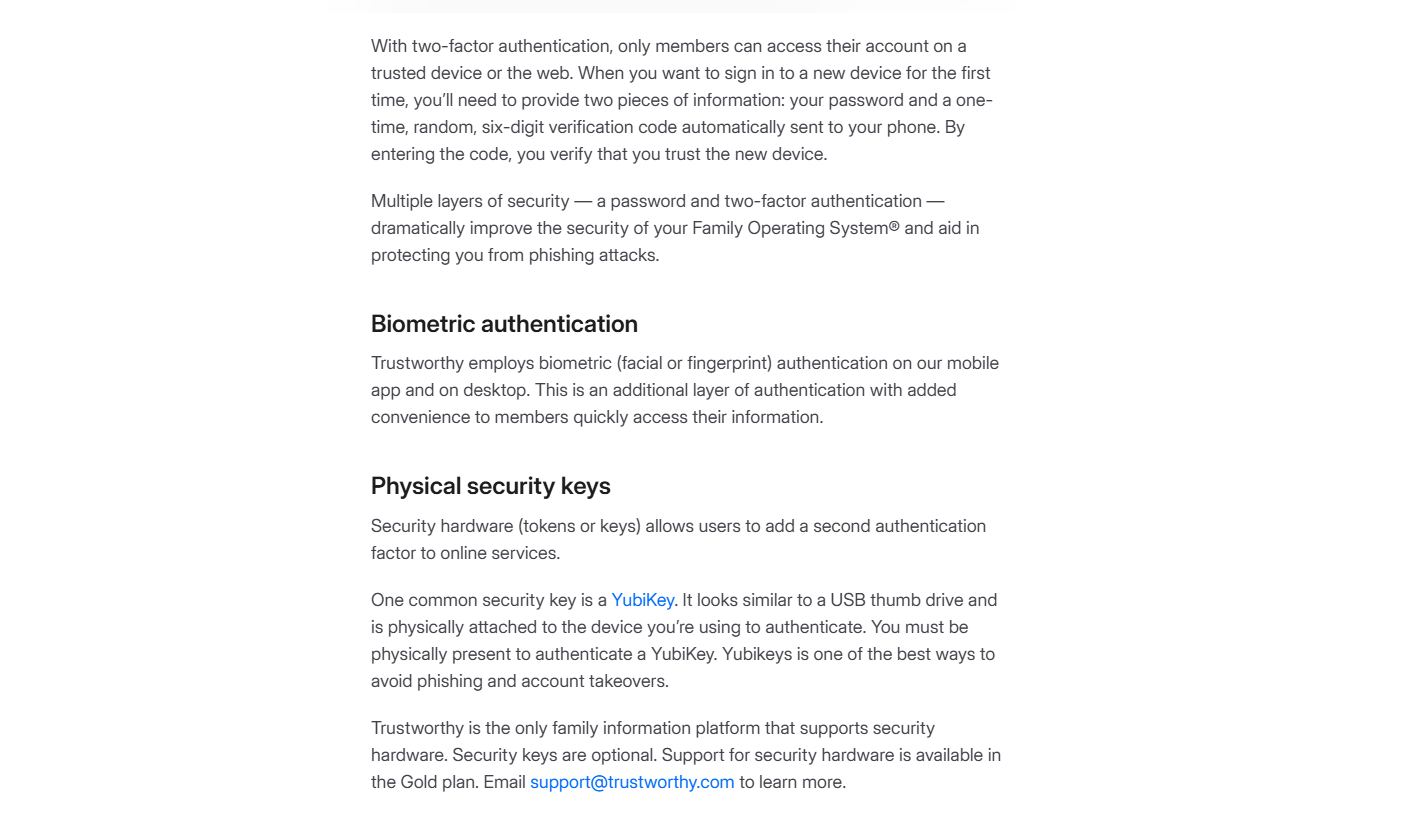 With two-factor authentication, only members can access their account on a
trusted device or the web. When you want to sign in to a new device for the first
time, you’ll need to provide two pieces of information: your password and a one-
time, random, six-digit verification code automatically sent to your phone. By
entering the code, you verify that you trust the new device.
Multiple layers of security — a password and two-factor authentication —
dramatically improve the security of your Family Operating System® and aid in
protecting you from phishing attacks.
Biometric authentication
Trustworthy employs biometric (facial or fingerprint) authentication on our mobile
app and on desktop. This is an additional layer of authentication with added
convenience to members quickly access their information.
Physical security keys
Security hardware (tokens or keys) allows users to add a second authentication
factor to online services.
One common security key is a YubiKey. It looks similar to a USB thumb drive and
is physically attached to the device you’re using to authenticate. You must be
physically present to authenticate a YubiKey. Yubikeys is one of the best ways to
avoid phishing and account takeovers.
Trustworthy is the only family information platform that supports security
hardware. Security keys are optional. Support for security hardware is available in
the Gold plan. Email support@trustworthy.com to learn more.